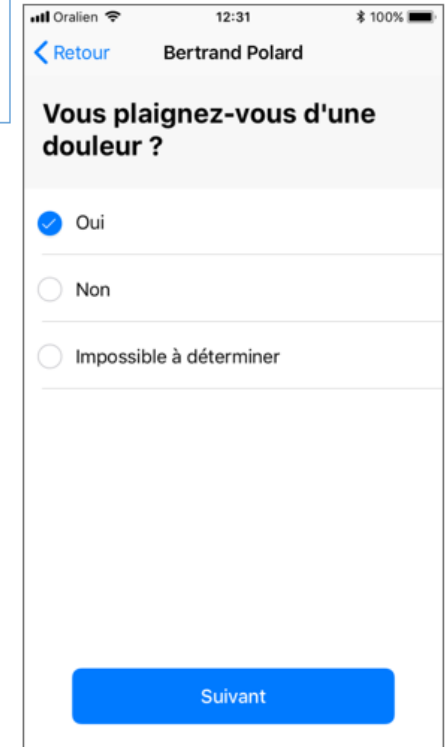 Oralien 12:31 100%
Retour Bertrand Polard
Vous plaignez-vous d'une
douleur ?
Oui
Non
Impossible à déterminer
Suivant